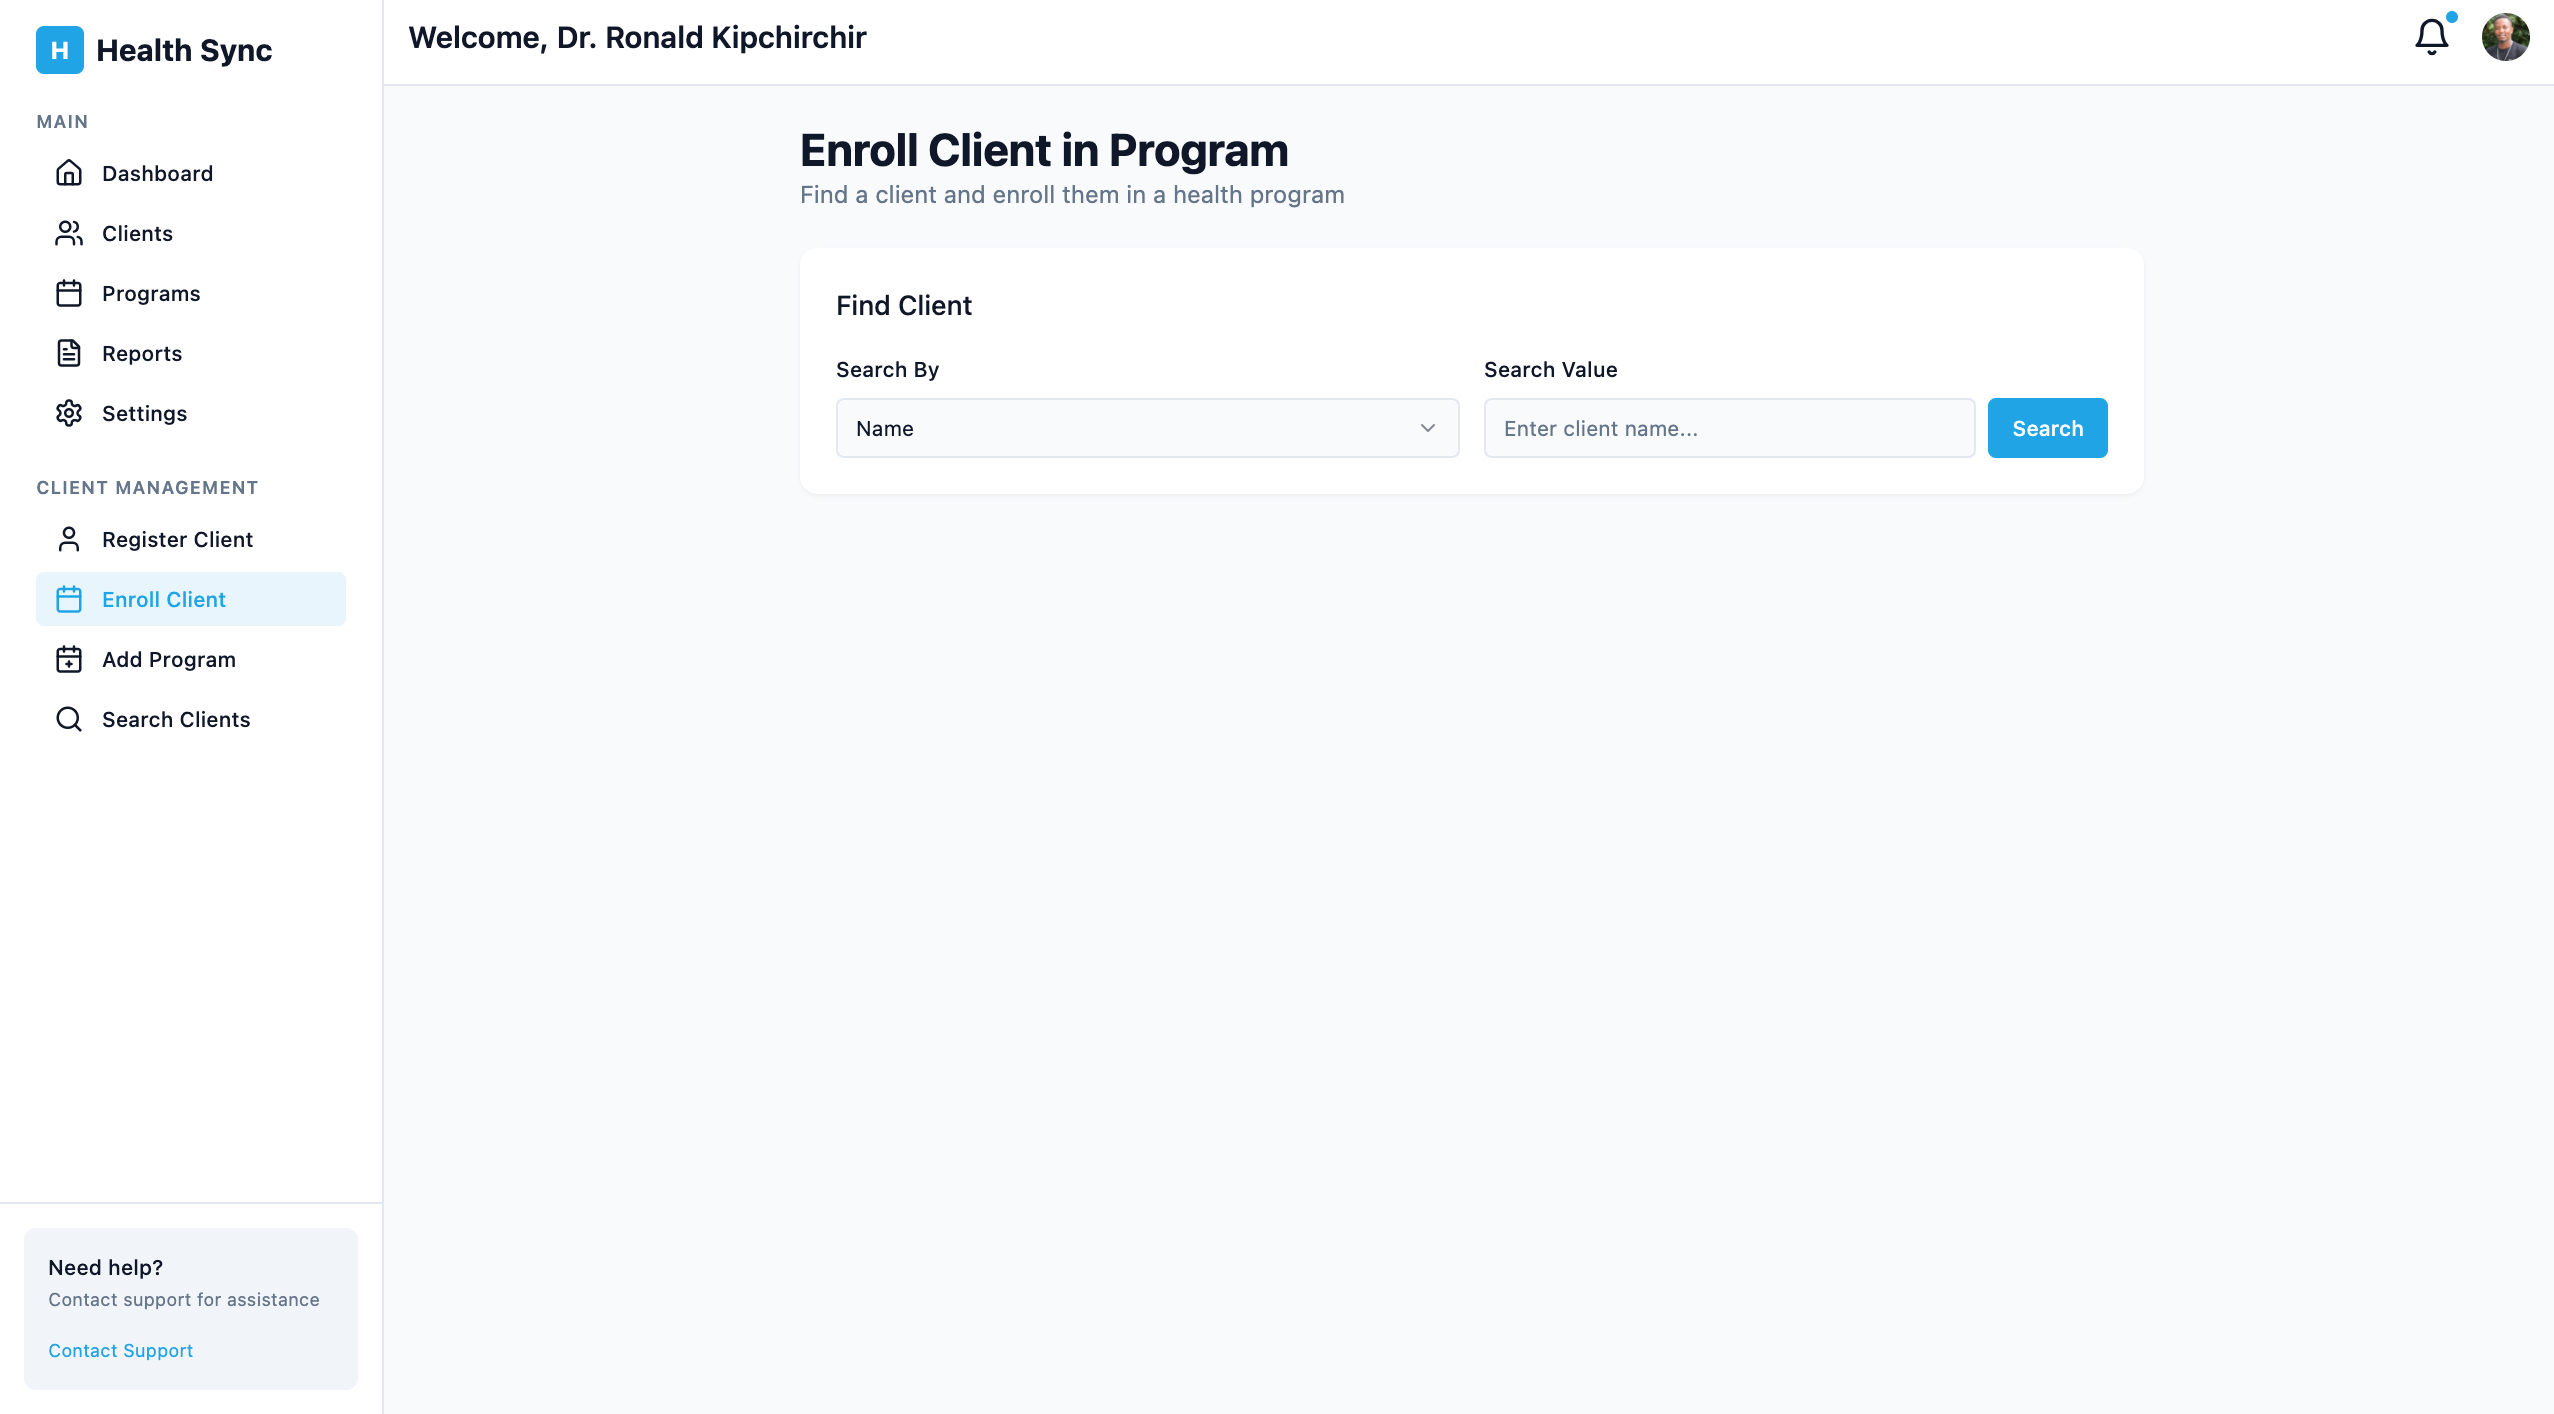 H
Health Sync
MAIN
Dashboard
Clients
Programs
Reports
Settings
CLIENT MANAGEMENT
Register Client
Enroll Client
Add Program
Search Clients
Need help?
Contact support for assistance
Contact Support
Welcome, Dr. Ronald Kipchirchir
Enroll Client in Program
Find a client and enroll them in a health program
Find Client
Search By
Name
Search Value
Enter client name...
Search